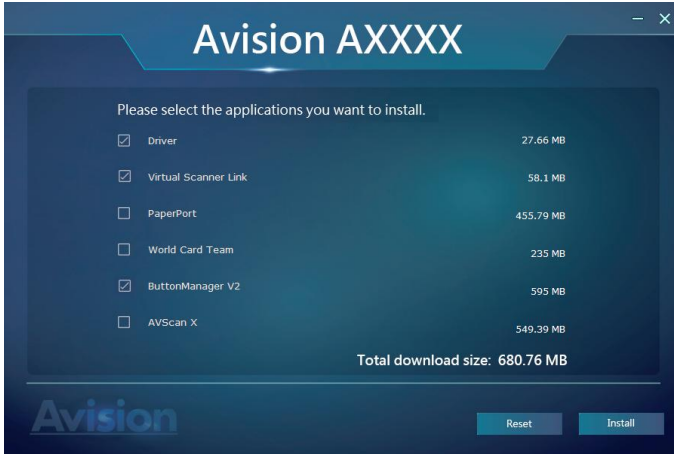 Avision AXXXX
Please select the applications you want to install.
Driver 27.66 MB
Virtual Scanner Link 58.1 MB
PaperPort 455.79 MB
World Card Team 235 MB
ButtonManager V2 595 MB
AVScan X 549.39 MB
Total download size: 680.76 MB
Avision
Reset Install